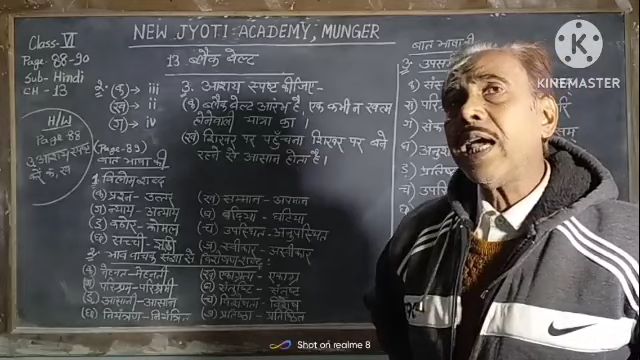 NEW JYOTI ACADEMY, MUNGER
Class-VI
Page 88-90
Sub-Hindi
CH-13
13. ब्लैक बेल्ट
2. (क) → iii
(ख) → ii
(ग) → iv
3. आशय स्पष्ट कीजिए-
(क) ब्लैक बेल्ट आरंभ है, एक कभी न खत्म
होनेवाली यात्रा का।
(ख) शिखर पर पहुँचना शिखर पर बने
रहने से आसान होता है।
H/W
Page 88
3. आशय स्पष्ट
करें क, ख
(Page-89)
बात भाषा की
1. विलोम शब्द
(क) प्रश्न - उत्तर
(ख) सम्मान - अपमान
(ग) न्याय - अन्याय
(घ) बढ़िया - घटिया
(ङ) कठोर - कोमल
(च) उपस्थित - अनुपस्थित
(छ) सच्ची - झूठी
(ज) स्वीकार - अस्वीकार
2. भाव वाचक संज्ञा से विशेषण शब्द:
(क) मेहनत - मेहनती
(ख) एकाग्रता - एकाग्र
(ग) परिश्रम - परिश्रमी
(घ) संतुष्टि - संतुष्ट
(ङ) आसानी - आसान
(च) विशेषता - विशेष
(छ) नियंत्रण - नियंत्रित
(ज) प्रतिष्ठा - प्रतिष्ठित
बात भाषा की
3.
(क)
(ख)
(ग)
(घ)
(ङ)
(च)
KINEMASTER
Shot on realme 8